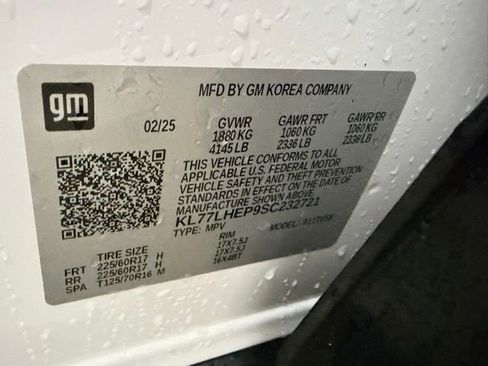 gm
MFD BY GM KOREA COMPANY
02/25 GVWR GAWR FRT GAWR RR
1880 KG 1060 KG 1060 KG
4145 LB 2336 LB 2336 LB
THIS VEHICLE CONFORMS TO ALL
APPLICABLE U.S. FEDERAL MOTOR
VEHICLE SAFETY AND THEFT PREVENTION
STANDARDS IN EFFECT ON THE DATE OF
MANUFACTURE SHOWN ABOVE.
KL77LHEP9SC232721
TYPE: MPV MODEL:
TIRE SIZE RIM
FRT 225/60R17 H 17X7.5J
RR 225/60R17 H 17X7.5J
SPA T125/70R16 M 16X4BT